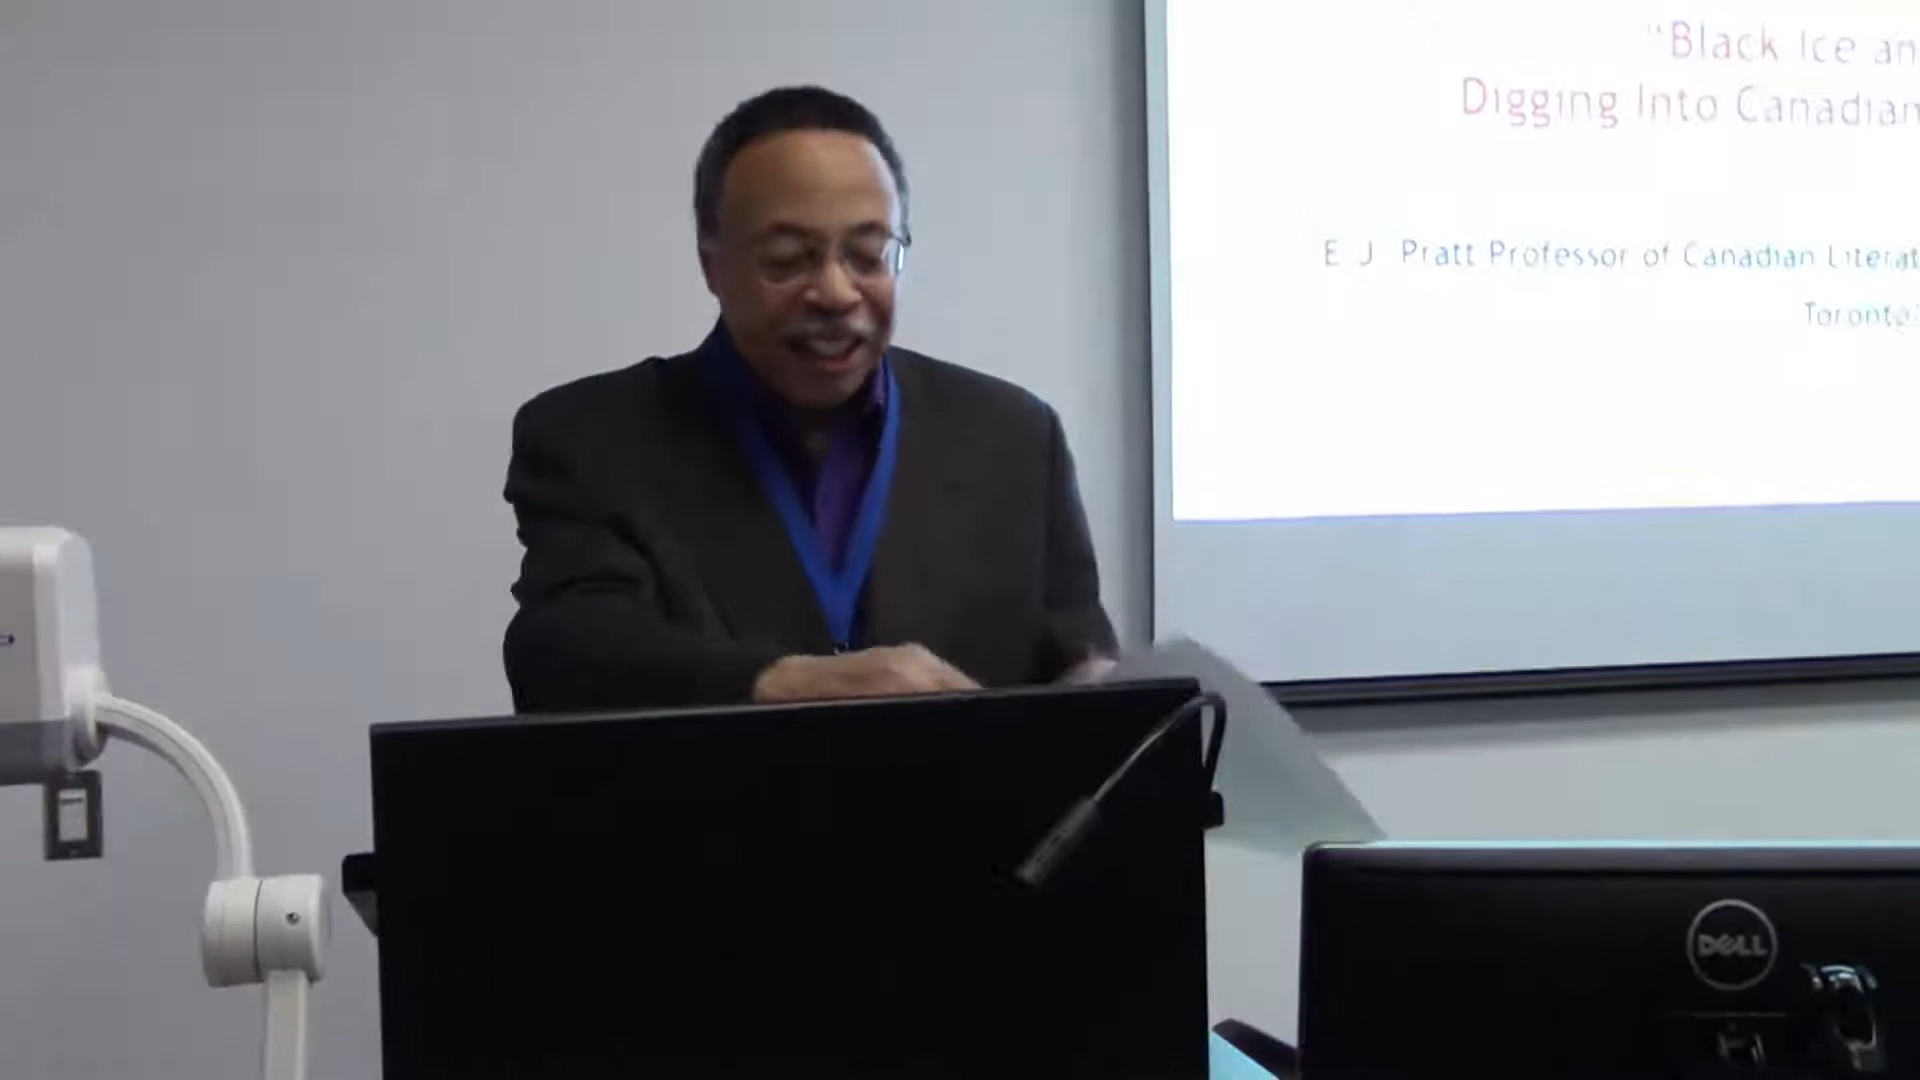 "Black Ice an
Digging Into Canadian
E J Pratt Professor of Canadian Literat
Toronto
DELL